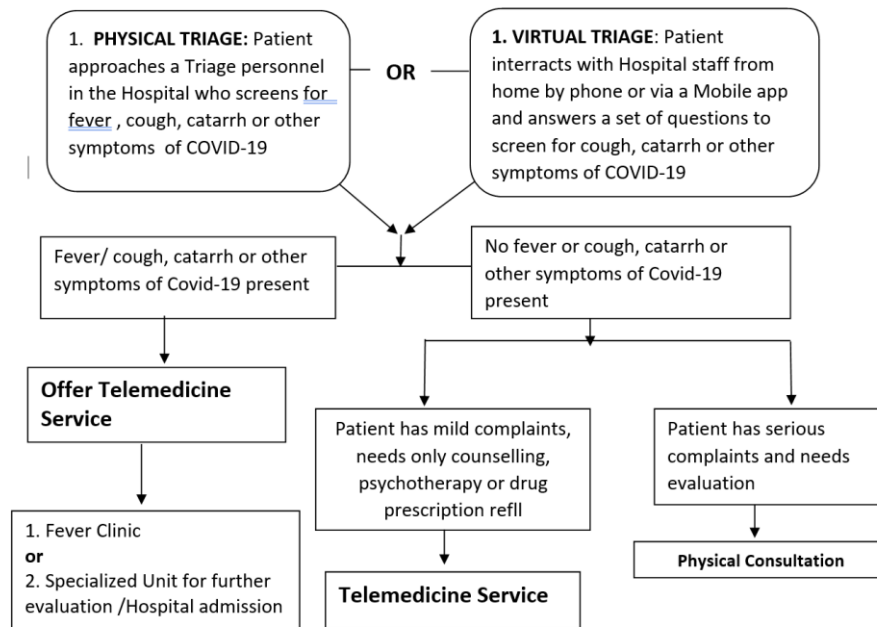 1. PHYSICAL TRIAGE: Patient
approaches a Triage personnel
in the Hospital who screens for
fever , cough, catarrh or other
symptoms of COVID-19
OR
1. VIRTUAL TRIAGE: Patient
interracts with Hospital staff from
home by phone or via a Mobile app
and answers a set of questions to
screen for cough, catarrh or other
symptoms of COVID-19
Fever/ cough, catarrh or other
symptoms of Covid-19 present
No fever or cough, catarrh or
other symptoms of Covid-19
present
Offer Telemedicine
Service
Patient has mild complaints,
needs only counselling,
psychotherapy or drug
prescription refll
Patient has serious
complaints and needs
evaluation
1. Fever Clinic
or
2. Specialized Unit for further
evaluation /Hospital admission
Telemedicine Service
Physical Consultation